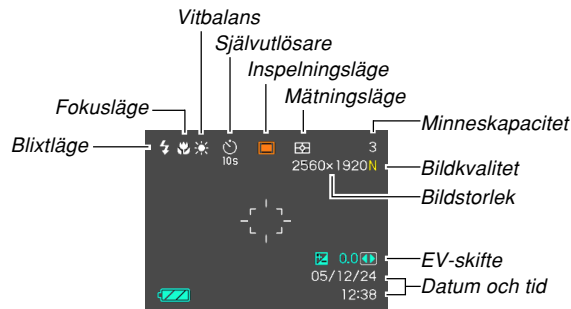 Vitbalans
Självutlösare
Inspelningsläge
Mätningsläge
Fokusläge
Minneskapacitet
Blixtläge
10s
3
2560×1920N
Bildkvalitet
Bildstorlek
0.0
EV-skifte
05/12/24
Datum och tid
12:38